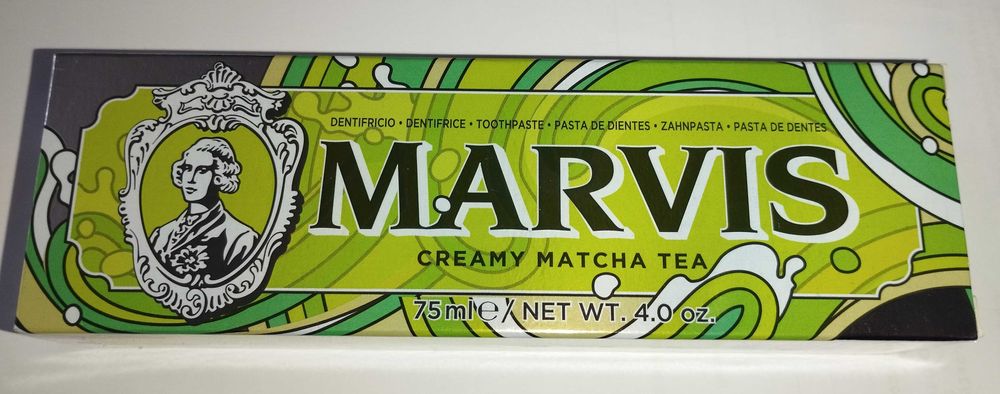 DENTIFRICIO • DENTIFRICE • TOOTHPASTE • PASTA DE DIENTES • ZAHNPASTA • PASTA DE DENTES
MARVIS
CREAMY MATCHA TEA
75ml℮/NET WT. 4.0 oz.